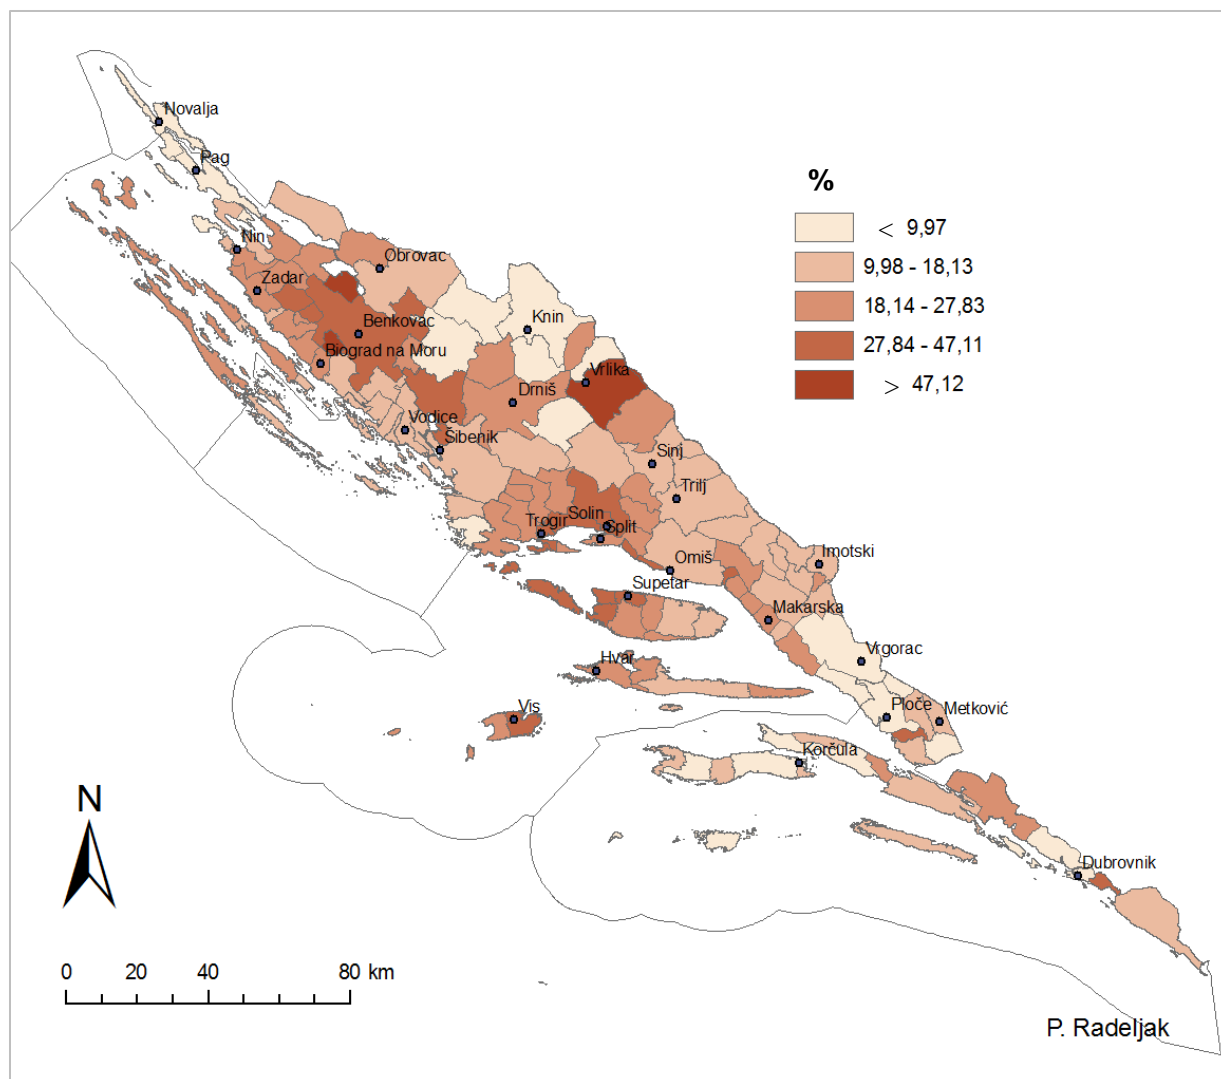 Novalja
Pag
%
< 9,97
Nin
Obrovac
9,98 - 18,13
Zadar
18,14 - 27,83
Knin
Benkovac
27,84 - 47,11
Biograd na Moru
Vrlika
> 47,12
Drniš
Vodice
Šibenik
Sinj
Trilj
Solin
Trogir
Split
Omiš
Imotski
Supetar
Makarska
Hvar
Vrgorac
Vis
Ploče
Metković
Korčula
N
Dubrovnik
0 20 40 80 km
P. Radeljak